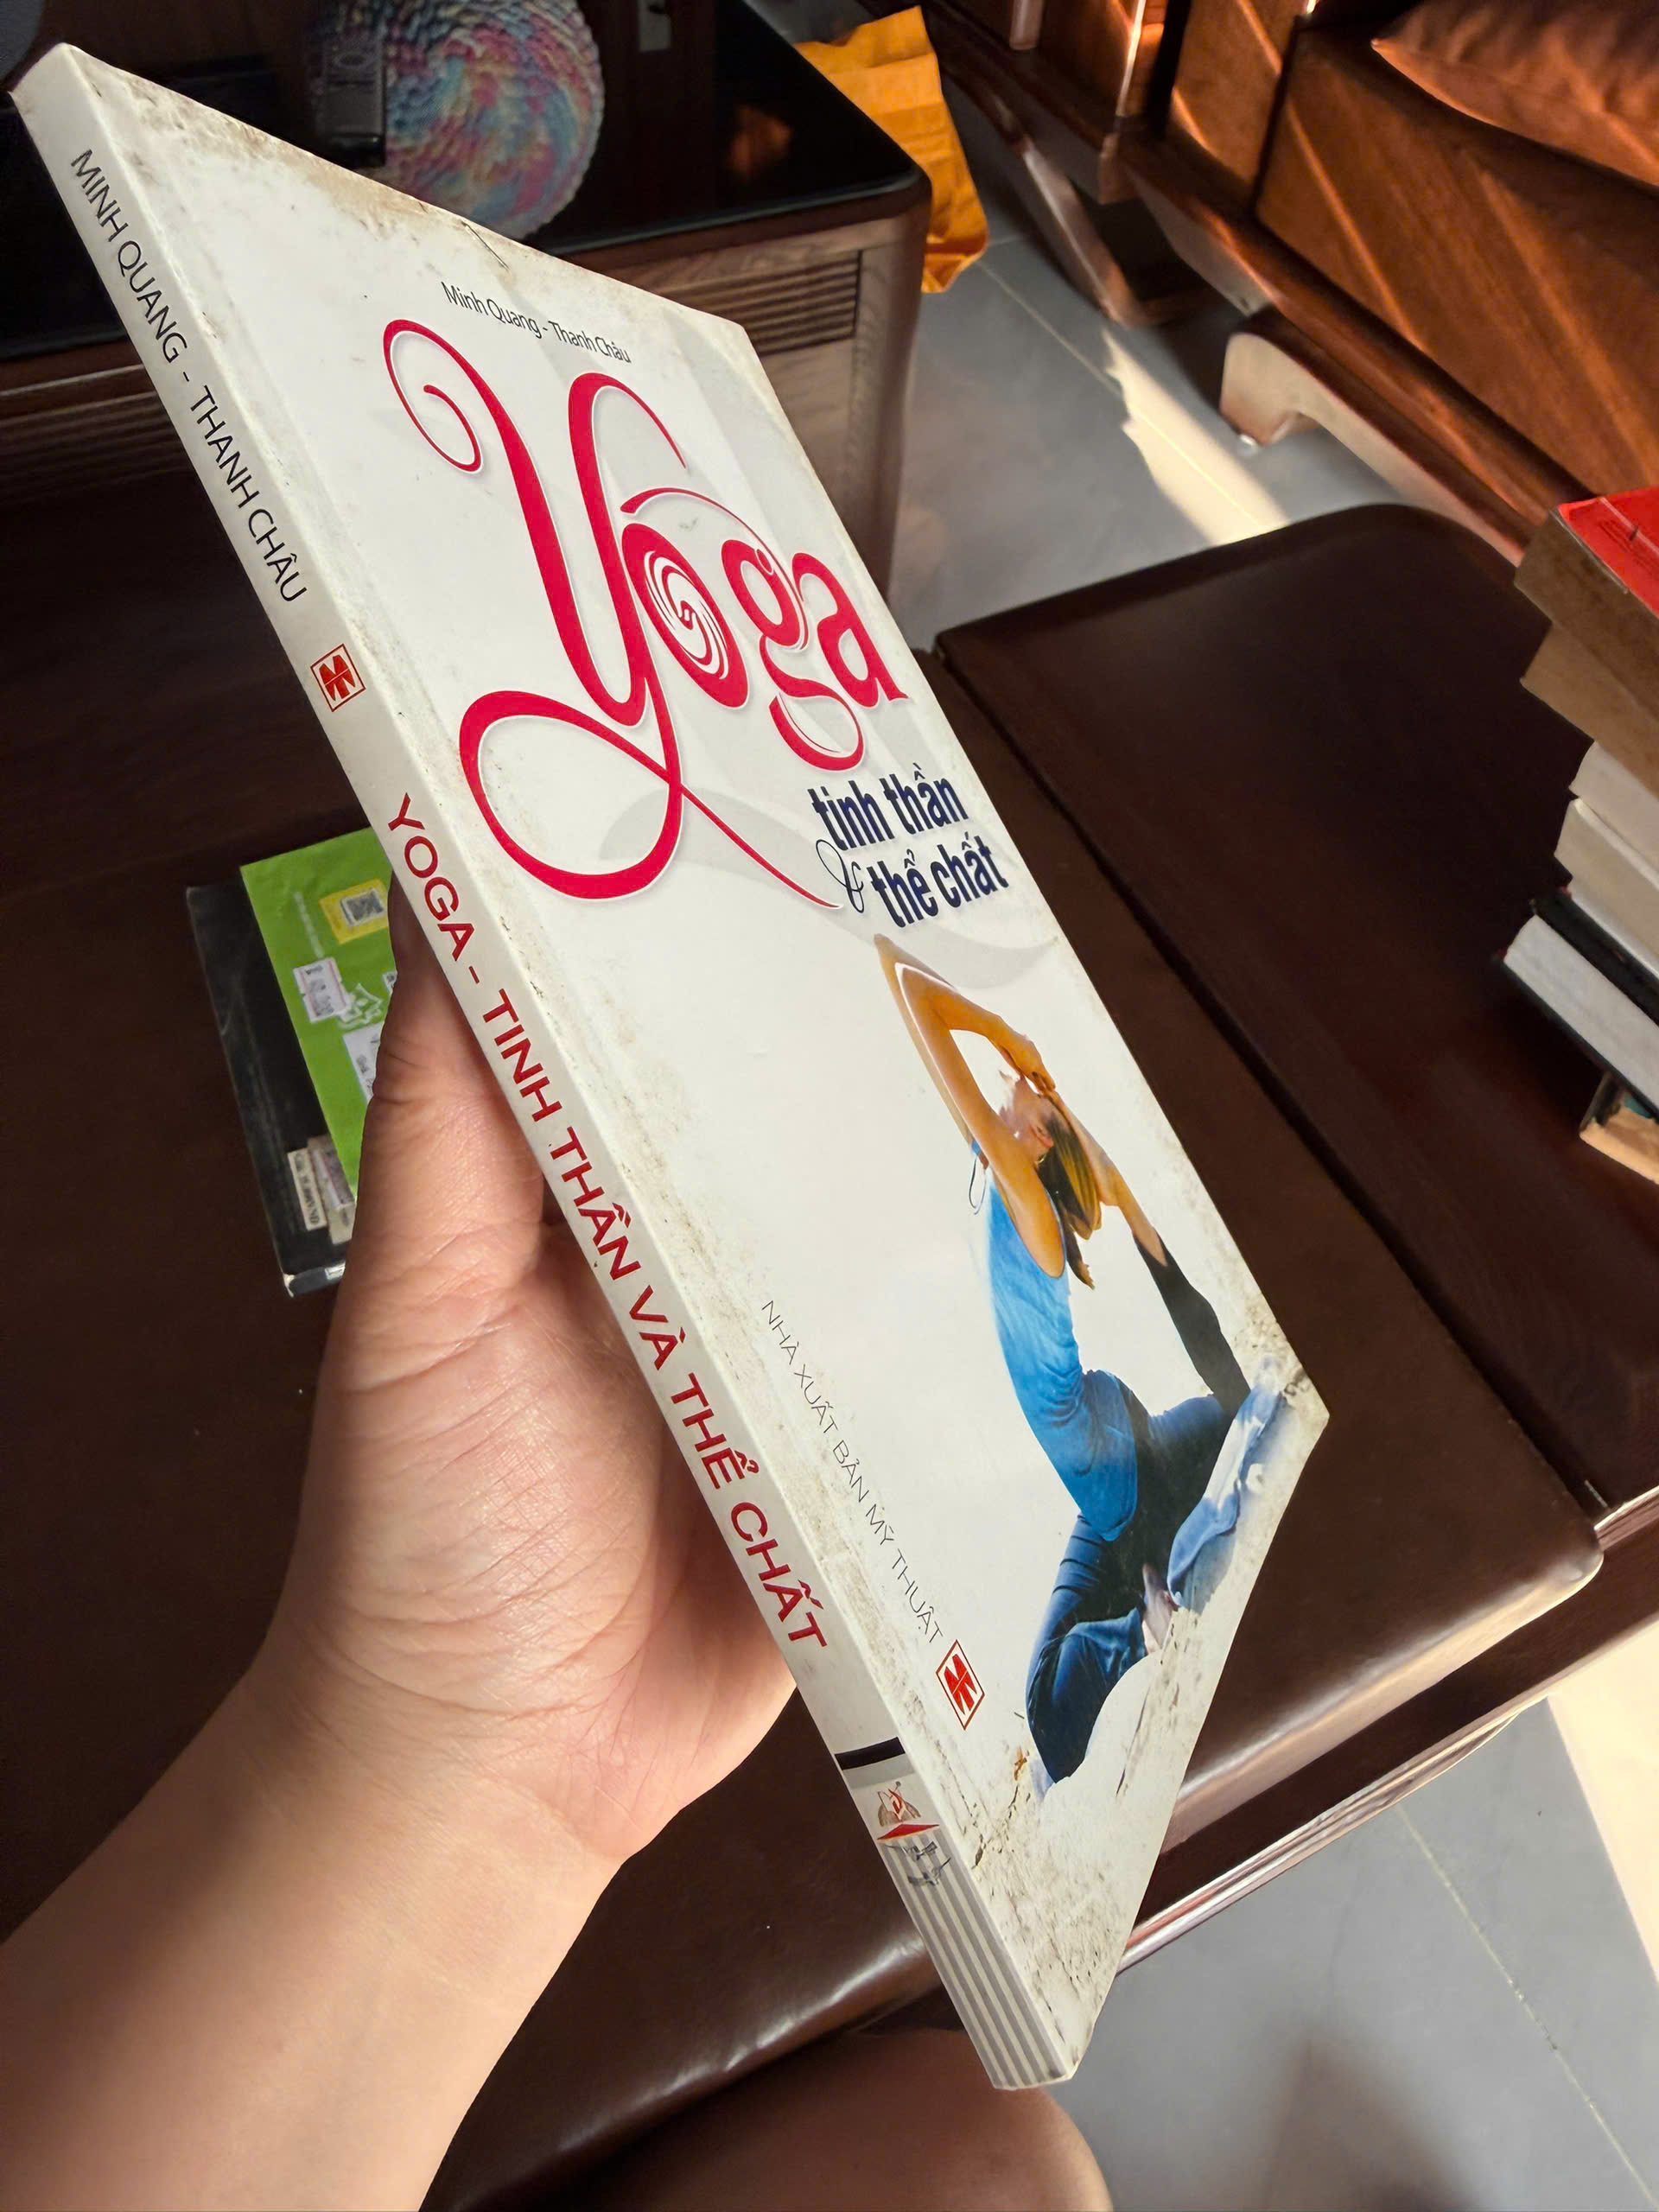 MINH QUANG - THANH CHÂU
YOGA - TINH THẦN VÀ THỂ CHẤT
Minh Quang - Thanh Châu
Yoga
tinh thần
& thể chất
NHÀ XUẤT BẢN MỸ THUẬT